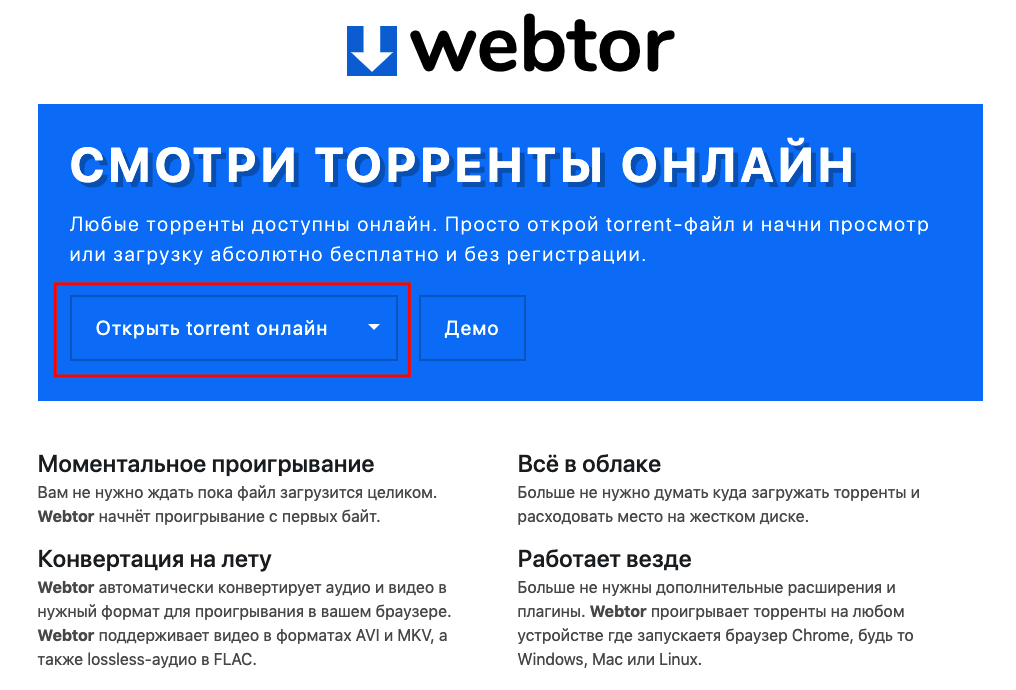 webtor
СМОТРИ ТОРРЕНТЫ ОНЛАЙН
Любые торренты доступны онлайн. Просто открой torrent-файл и начни просмотр
или загрузку абсолютно бесплатно и без регистрации.
Открыть torrent онлайн
Демо
Моментальное проигрывание
Вам не нужно ждать пока файл загрузится целиком.
Webtor начнёт проигрывание с первых байт.
Всё в облаке
Больше не нужно думать куда загружать торренты и
расходовать место на жестком диске.
Конвертация на лету
Webtor автоматически конвертирует аудио и видео в
нужный формат для проигрывания в вашем браузере.
Webtor поддерживает видео в форматах AVI и MKV, а
также lossless-аудио в FLAC.
Работает везде
Больше не нужны дополнительные расширения и
плагины. Webtor проигрывает торренты на любом
устройстве где запускаетя браузер Chrome, будь то
Windows, Mac или Linux.